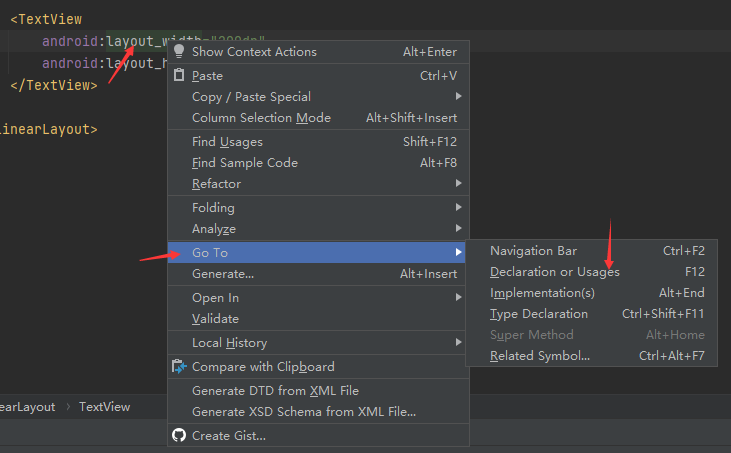 <TextView
android:layout_width="200dp"
android:layout_h
</TextView>
inearLayout>
Show Context Actions Alt+Enter
Paste Ctrl+V
Copy / Paste Special
Column Selection Mode Alt+Shift+Insert
Find Usages Shift+F12
Find Sample Code Alt+F8
Refactor
Folding
Analyze
Go To
Generate... Alt+Insert
Open In
Validate
Local History
Compare with Clipboard
Generate DTD from XML File
Generate XSD Schema from XML File...
Create Gist...
Navigation Bar Ctrl+F2
Declaration or Usages F12
Implementation(s) Alt+End
Type Declaration Ctrl+Shift+F11
Super Method Alt+Home
Related Symbol... Ctrl+Alt+F7
nearLayout > TextView